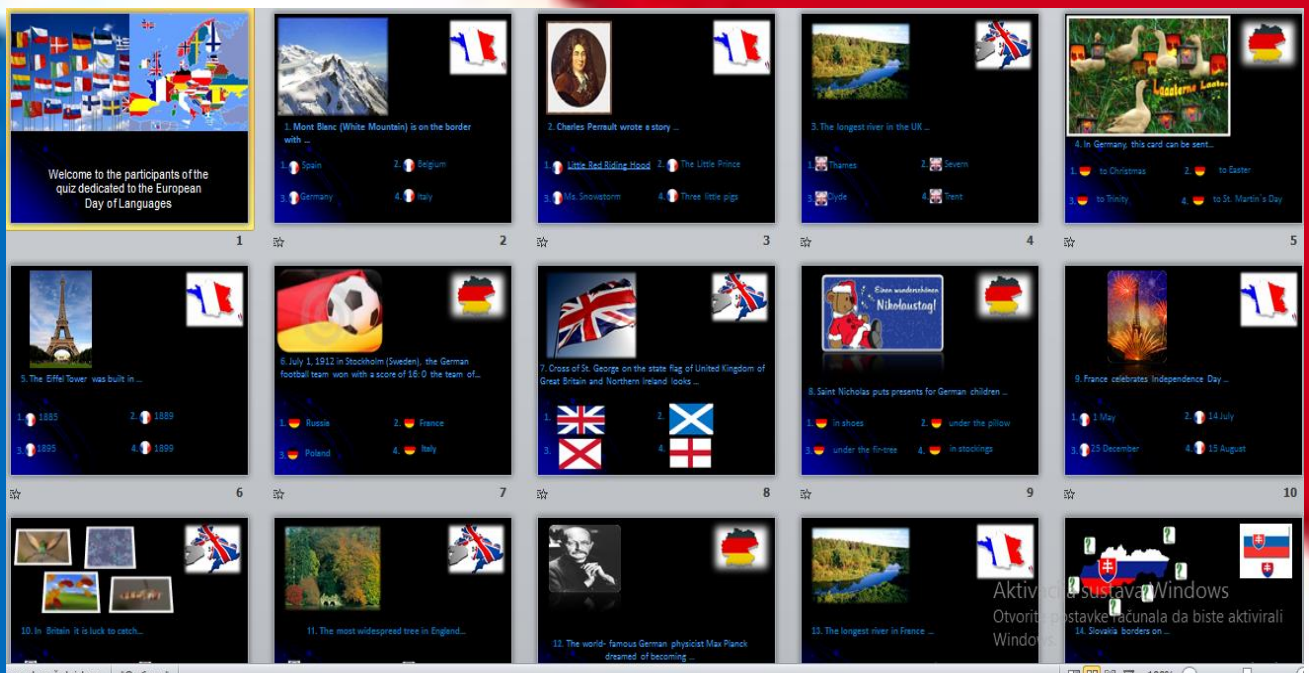 Welcome to the participants of the
quiz dedicated to the European
Day of Languages
1
1. Mont Blanc (White Mountain) is on the border
with ...
1. Spain
2. Belgium
3. Germany
4. Italy
2
2. Charles Perrault wrote a story ...
1. Little Red Riding Hood
2. The Little Prince
3. Ms. Snowstorm
4. Three little pigs
3
3. The longest river in the UK ...
1. Thames
2. Severn
3. Clyde
4. Trent
4
Laaterne Laater
4. In Germany, this card can be sent...
1. to Christmas
2. to Easter
3. to Trinity
4. to St. Martin`s Day
5
5. The Eiffel Tower was built in ...
1. 1885
2. 1889
3. 1895
4. 1899
6
6. July 1, 1912 in Stockholm (Sweden), the German
football team won with a score of 16: 0 the team of...
1. Russia
2. France
3. Poland
4. Italy
7
7. Cross of St. George on the state flag of United Kingdom of
Great Britain and Northern Ireland looks ...
1.
2.
3.
4.
8
Einen wunderschönen
Nikolaustag!
8. Saint Nicholas puts presents for German children ...
1. in shoes
2. under the pillow
3. under the fir-tree
4. in stockings
9
9. France celebrates Independence Day ...
1. 1 May
2. 14 July
3. 25 December
4. 15 August
10
10. In Britain it is luck to catch...
11. The most widespread tree in England...
12. The world- famous German physicist Max Planck
dreamed of becoming ...
13. The longest river in France ...
14. Slovakia borders on ...
Aktivacija sustava Windows
Otvorite postavke računala da biste aktivirali
Windows.